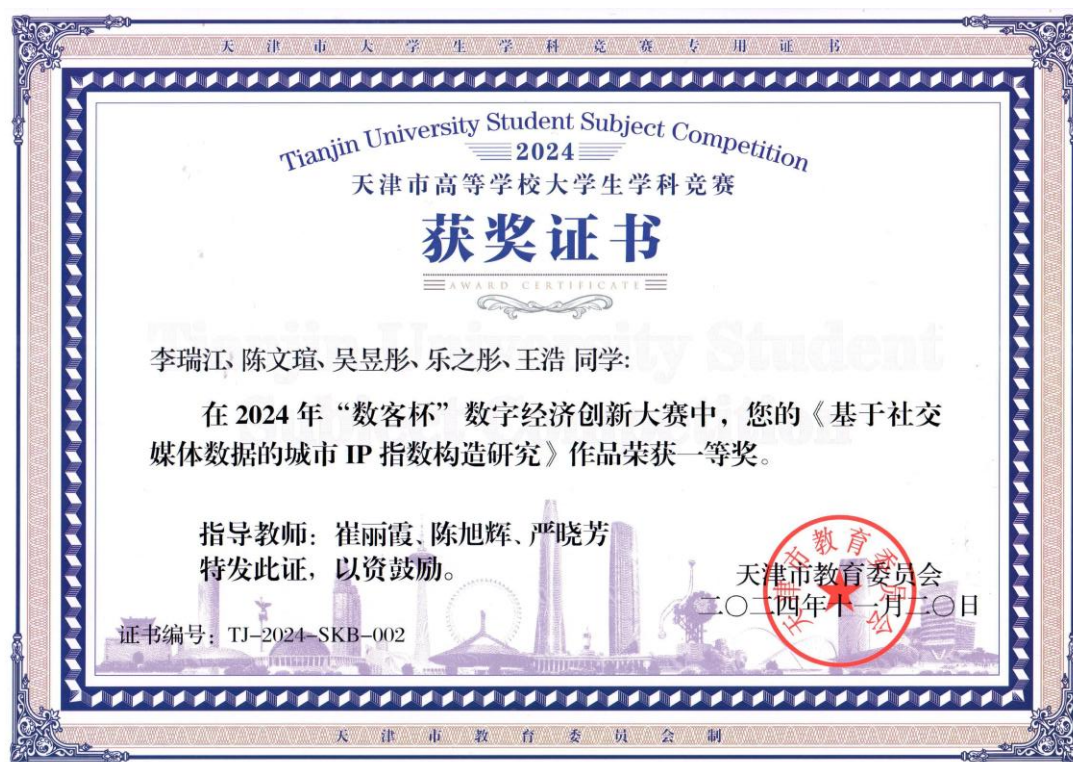 天津市大学生学科竞赛专用证书
Tianjin University Student Subject Competition
2024
天津市高等学校大学生学科竞赛
获奖证书
AWARD CERTIFICATE
Tianjin University Student
Subject Competition
李瑞江、陈文瑄、吴昱彤、乐之彤、王浩 同学:
在 2024 年“数客杯”数字经济创新大赛中，您的《基于社交
媒体数据的城市 IP 指数构造研究》作品荣获一等奖。
指导教师：崔丽霞、陈旭辉、严晓芳
特发此证，以资鼓励。
天津市教育委员会
二〇二四年十一月二〇日
天津市教育委员会
证书编号：TJ-2024-SKB-002
天津市教育委员会制